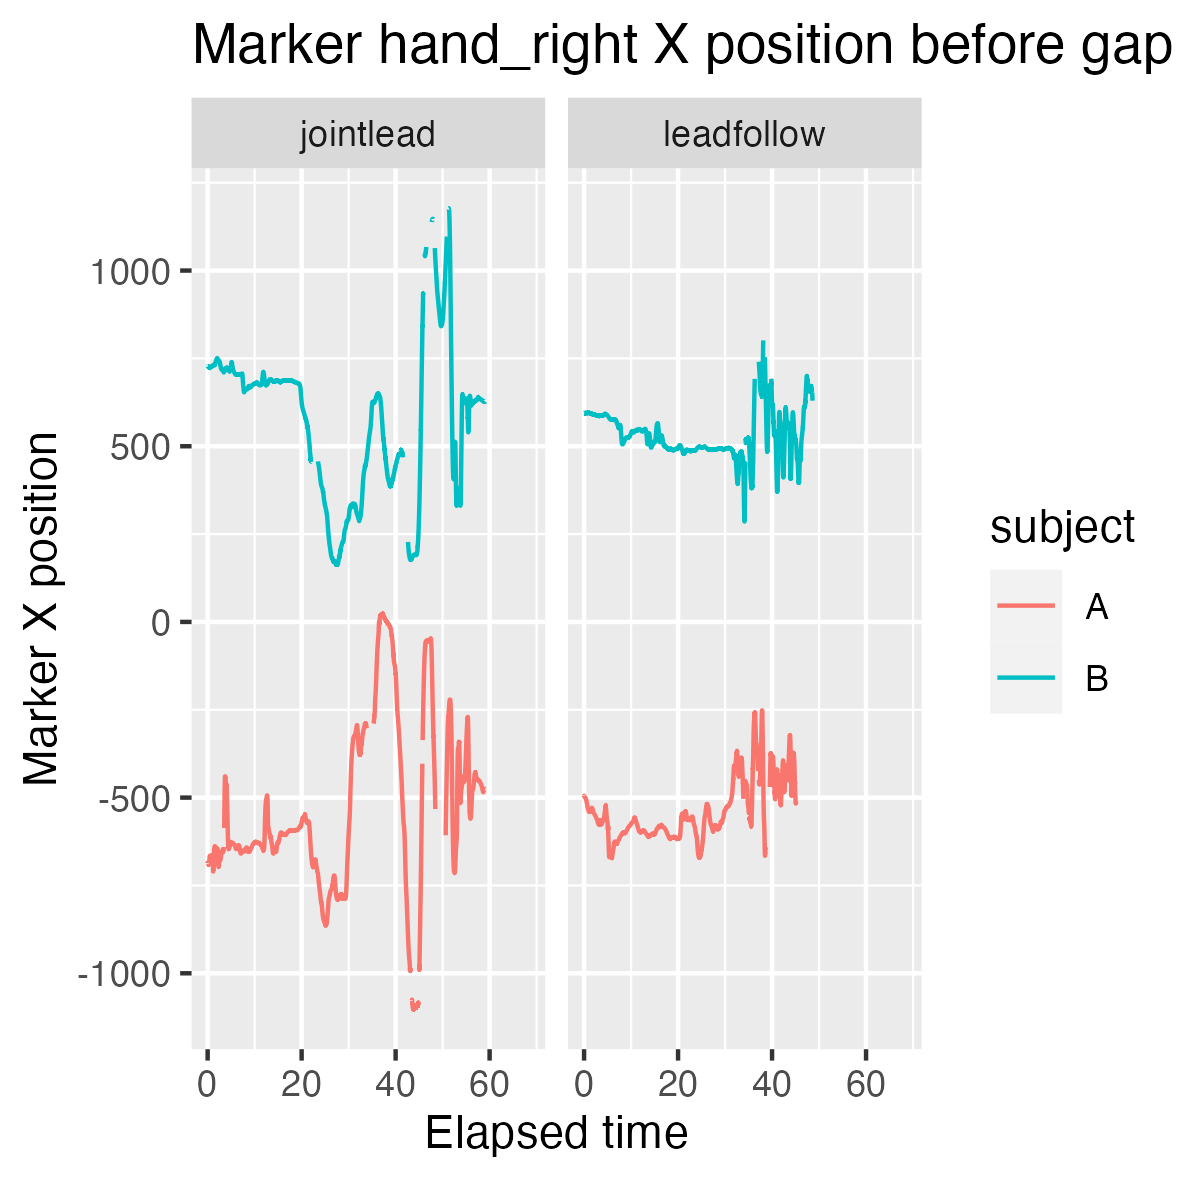 Marker hand_right X position before gap
jointlead
leadfollow
1000
500
0
-500
-1000
Marker X position
0 20 40 60
0 20 40 60
Elapsed time
subject
A
B